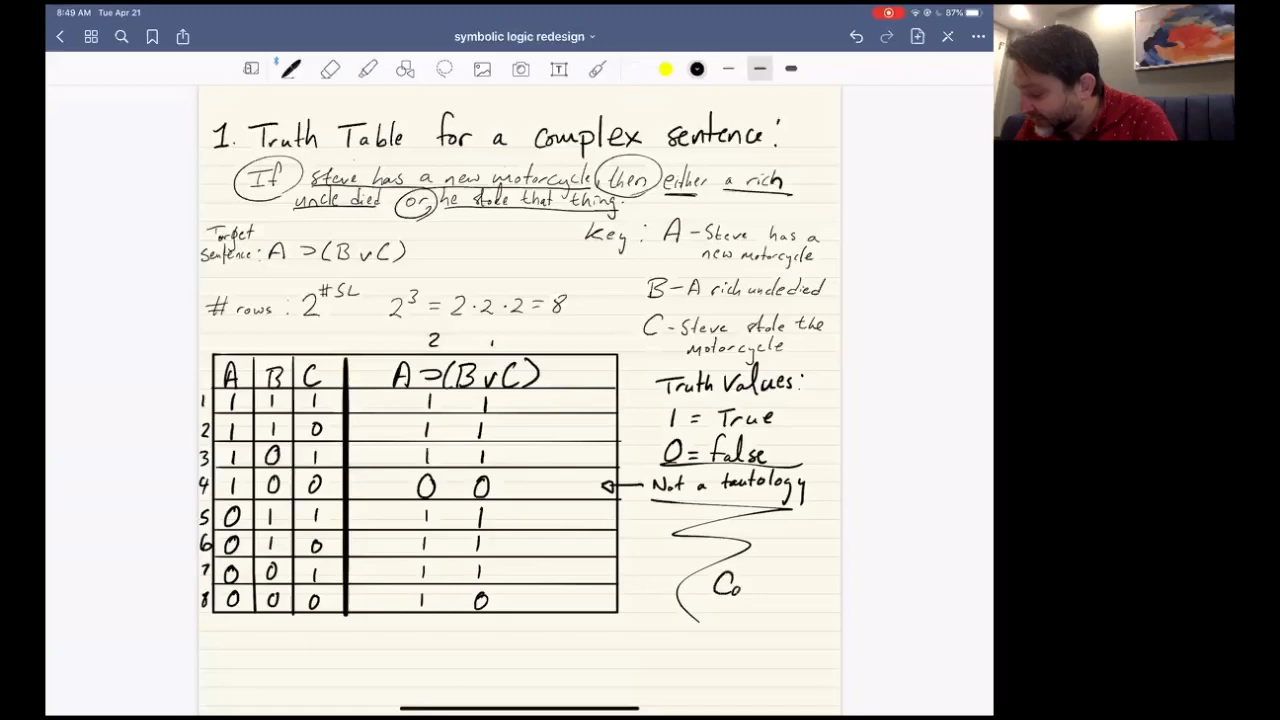 8:49 AM Tue Apr 21
87%
symbolic logic redesign
1. Truth Table for a complex sentence:
If Steve has a new motorcycle, then either a rich
uncle died or he stole that thing.
Target
Sentence: A ⊃ (B v C)
Key: A - Steve has a
new motorcycle
B - A rich uncle died
C - Steve stole the
motorcycle
# rows: 2^#SL 2^3 = 2 · 2 · 2 = 8
2 1
A B C A ⊃ (B v C)
1 1 1 1 1 1
2 1 1 0 1 1
3 1 0 1 1 1
4 1 0 0 0 0
5 0 1 1 1 1
6 0 1 0 1 1
7 0 0 1 1 1
8 0 0 0 1 0
Truth Values:
1 = True
0 = false
Not a tautology
Co